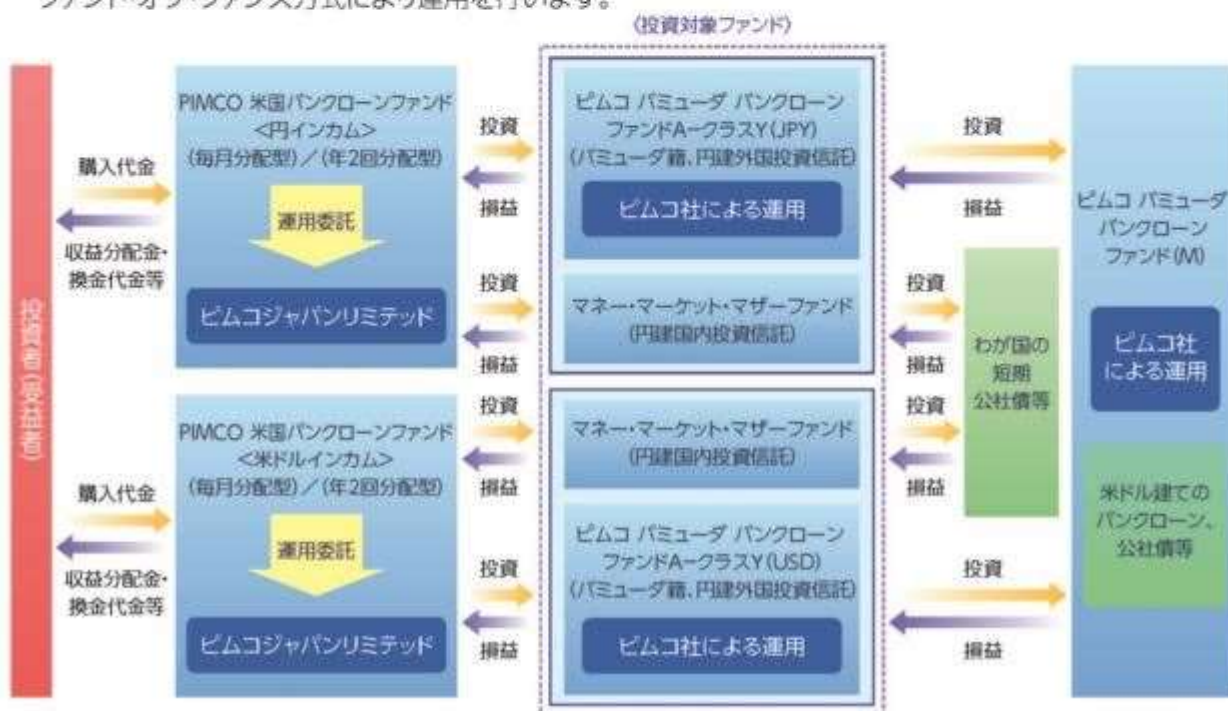 ファンド・オブ・ファンズ方式により運用を行います。
〈投資対象ファンド〉
投資者(受益者)
購入代金
収益分配金・
換金代金等
PIMCO 米国バンクローンファンド
<円インカム>
(毎月分配型)/(年2回分配型)
運用委託
ピムコジャパンリミテッド
投資
損益
投資
損益
ピムコ バミューダ バンクローン
ファンドA-クラスY(JPY)
(バミューダ籍、円建外国投資信託)
ピムコ社による運用
マネー・マーケット・マザーファンド
(円建国内投資信託)
投資
損益
投資
損益
購入代金
収益分配金・
換金代金等
PIMCO 米国バンクローンファンド
<米ドルインカム>
(毎月分配型)/(年2回分配型)
運用委託
ピムコジャパンリミテッド
投資
損益
投資
損益
マネー・マーケット・マザーファンド
(円建国内投資信託)
ピムコ バミューダ バンクローン
ファンドA-クラスY(USD)
(バミューダ籍、円建外国投資信託)
ピムコ社による運用
投資
損益
投資
損益
わが国の
短期
公社債等
ピムコ バミューダ
バンクローン
ファンド(M)
ピムコ社
による運用
米ドル建ての
バンクローン、
公社債等